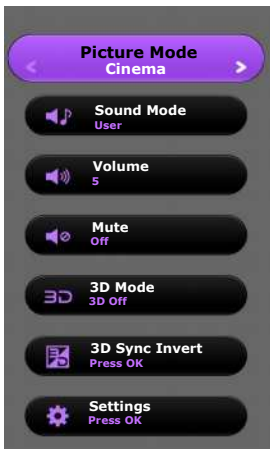 Picture Mode
Cinema
Sound Mode
User
Volume
5
Mute
Off
3D
3D Mode
3D Off
3D Sync Invert
Press OK
Settings
Press OK